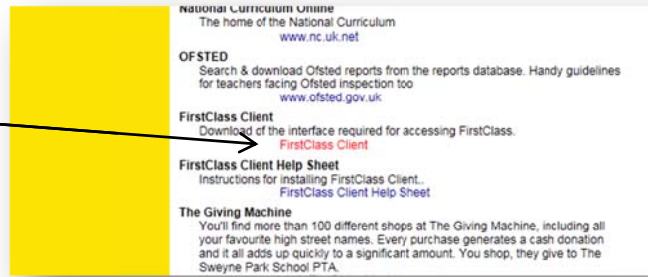 National Curriculum Online
The home of the National Curriculum
www.nc.uk.net
OFSTED
Search & download Ofsted reports from the reports database. Handy guidelines
for teachers facing Ofsted inspection too
www.ofsted.gov.uk
FirstClass Client
Download of the interface required for accessing FirstClass.
FirstClass Client
FirstClass Client Help Sheet
Instructions for installing FirstClass Client..
FirstClass Client Help Sheet
The Giving Machine
You'll find more than 100 different shops at The Giving Machine, including all
your favourite high street names. Every purchase generates a cash donation
and it all adds up quickly to a significant amount. You shop, they give to The
Sweyne Park School PTA.